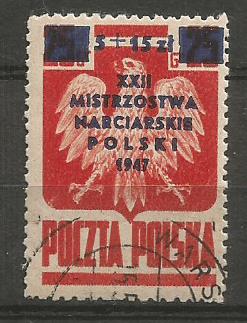 5 + 15 zł
XXII
MISTRZOSTWA
NARCIARSKIE
POLSKI
1947
POCZTA POLSKA